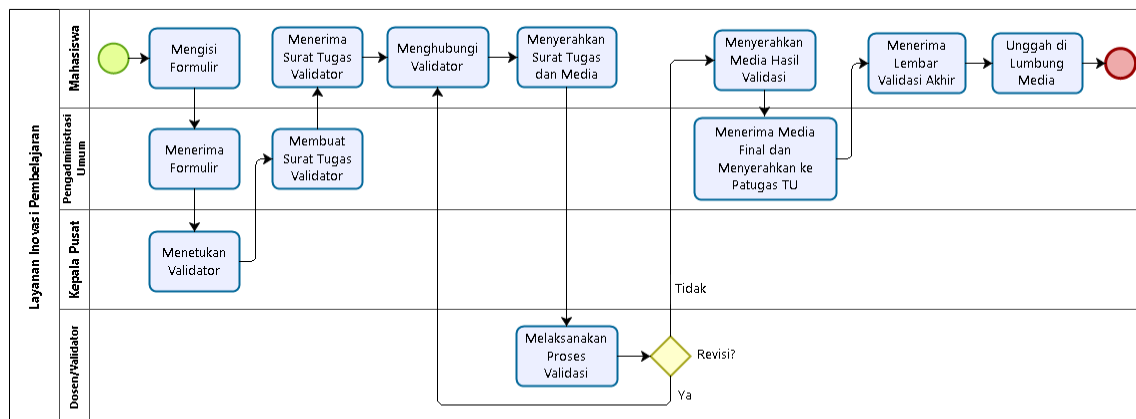 Layanan Inovasi Pembelajaran
Mahasiswa
Mengisi
Formulir
Menerima
Surat Tugas
Validator
Menghubungi
Validator
Menyerahkan
Surat Tugas
dan Media
Menyerahkan
Media Hasil
Validasi
Menerima
Lembar
Validasi Akhir
Unggah di
Lumbung
Media
Pengadministrasi
Umum
Menerima
Formulir
Membuat
Surat Tugas
Validator
Menerima Media
Final dan
Menyerahkan ke
Patugas TU
Kepala Pusat
Menetukan
Validator
Tidak
Dosen/Validator
Melaksanakan
Proses
Validasi
Revisi?
Ya